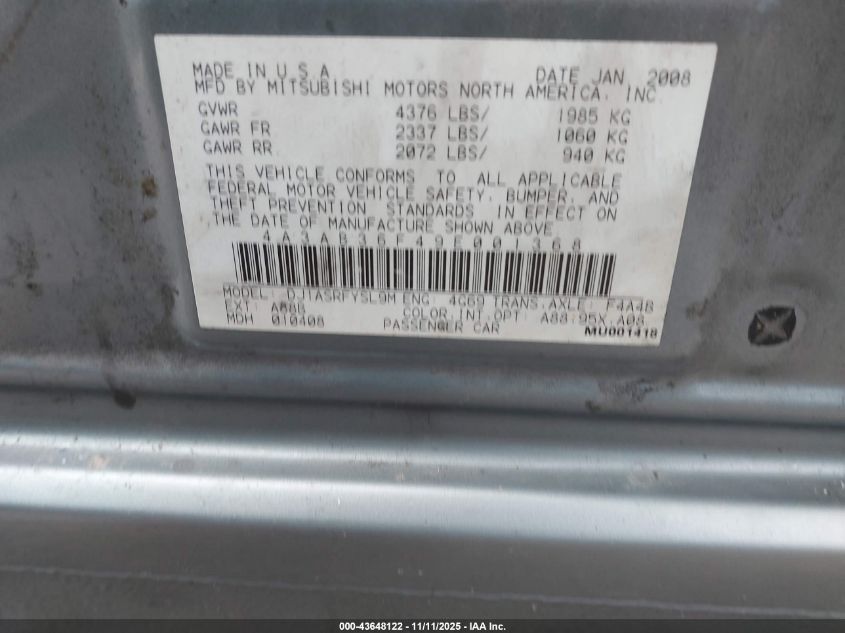 MADE IN U S A DATE JAN 2008
MFD BY MITSUBISHI MOTORS NORTH AMERICA, INC
GVWR 4376 LBS/ 1985 KG
GAWR FR 2337 LBS/ 1060 KG
GAWR RR 2072 LBS/ 940 KG
THIS VEHICLE CONFORMS TO ALL APPLICABLE
FEDERAL MOTOR VEHICLE SAFETY, BUMPER, AND
THEFT PREVENTION STANDARDS IN EFFECT ON
THE DATE OF MANUFACTURE SHOWN ABOVE
4A3AB36F49E001368
MODEL: DJ1ASRFYSL9M ENG: 4G69 TRANS.AXLE: F4A4B
EXT: A88B COLOR.INT.OPT: A88.95X.A08
MDH 010408 PASSENGER CAR MU001418
000-43648122 - 11/11/2025 - IAA Inc.